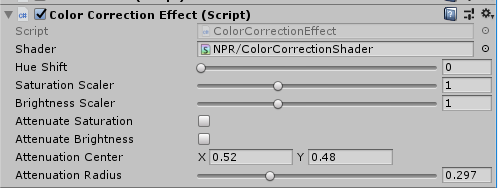 Color Correction Effect (Script)
Script ColorCorrectionEffect
Shader NPR/ColorCorrectionShader
Hue Shift 0
Saturation Scaler 1
Brightness Scaler 1
Attenuate Saturation
Attenuate Brightness
Attenuation Center X 0.52 Y 0.48
Attenuation Radius 0.297